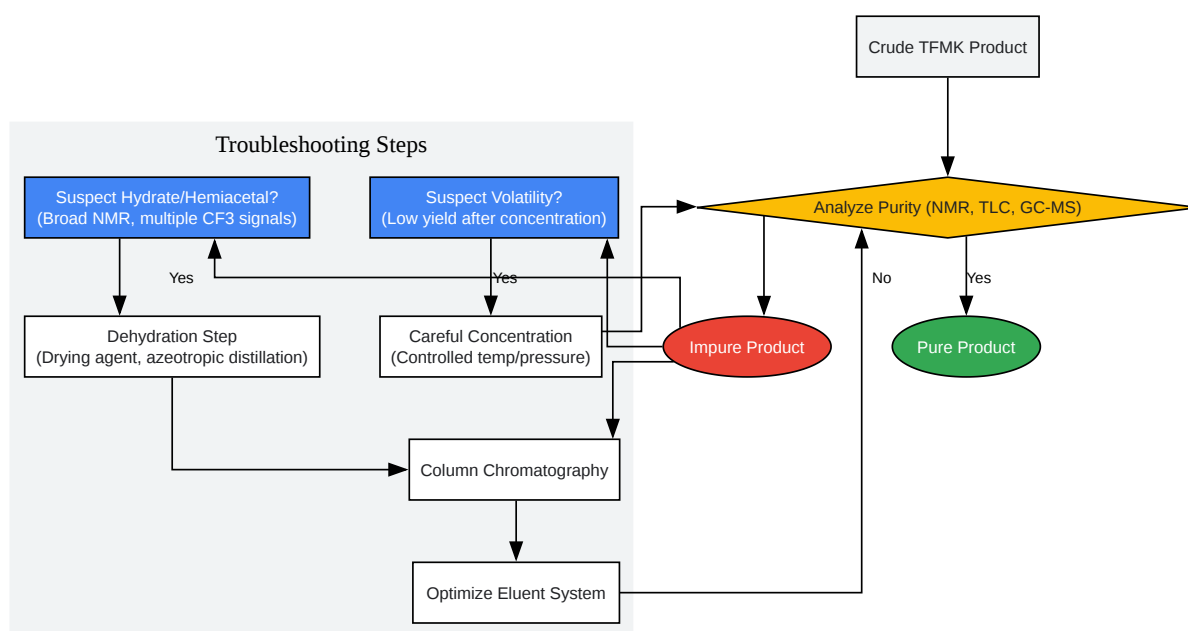 Crude TFMK Product
Troubleshooting Steps
Suspect Hydrate/Hemiacetal?
(Broad NMR, multiple CF3 signals)
Suspect Volatility?
(Low yield after concentration)
Analyze Purity (NMR, TLC, GC-MS)
Yes
Yes
No
Yes
Dehydration Step
(Drying agent, azeotropic distillation)
Careful Concentration
(Controlled temp/pressure)
Impure Product
Pure Product
Column Chromatography
Optimize Eluent System